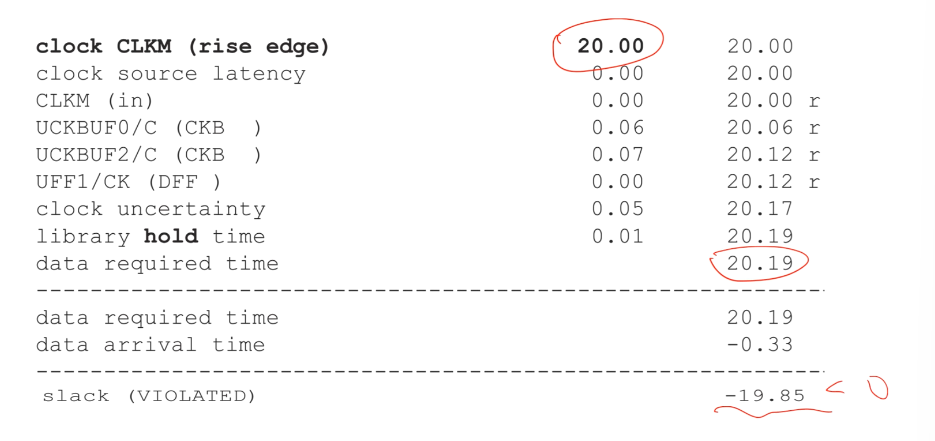 clock CLKM (rise edge) 20.00 20.00
clock source latency 0.00 20.00
CLKM (in) 0.00 20.00 r
UCKBUF0/C (CKB  ) 0.06 20.06 r
UCKBUF2/C (CKB  ) 0.07 20.12 r
UFF1/CK (DFF ) 0.00 20.12 r
clock uncertainty 0.05 20.17
library hold time 0.01 20.19
data required time 20.19
data required time 20.19
data arrival time -0.33
slack (VIOLATED) -19.85 < 0